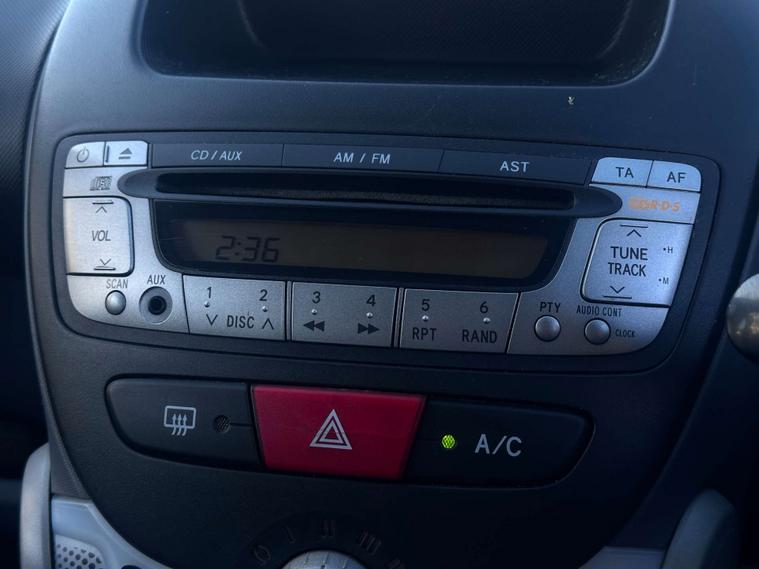 CD / AUX AM / FM AST
TA AF
disc
R·D·S
VOL
2:36
TUNE
TRACK
·H
·M
SCAN AUX
1 2 3 4 5 6
DISC RPT RAND
PTY AUDIO CONT
CLOCK
A/C